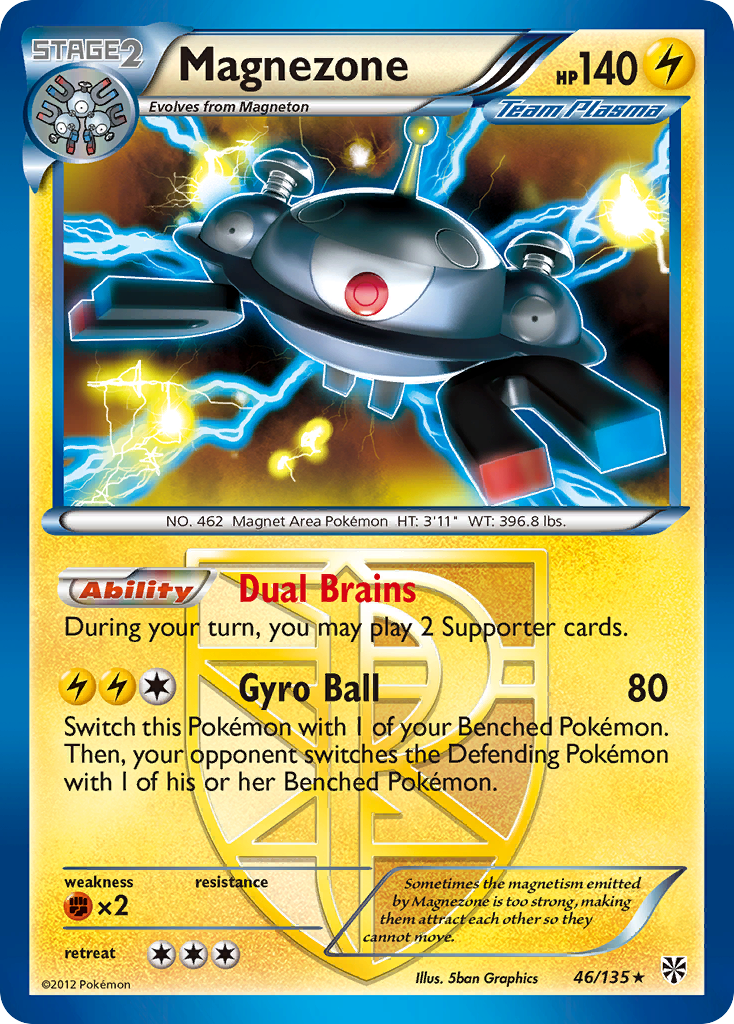 STAGE2
Magnezone
HP140
Evolves from Magneton
Team Plasma
NO. 462 Magnet Area Pokémon HT: 3'11" WT: 396.8 lbs.
Ability Dual Brains
During your turn, you may play 2 Supporter cards.
Gyro Ball 80
Switch this Pokémon with 1 of your Benched Pokémon.
Then, your opponent switches the Defending Pokémon
with 1 of his or her Benched Pokémon.
weakness resistance
×2
retreat
Sometimes the magnetism emitted
by Magnezone is too strong, making
them attract each other so they
cannot move.
©2012 Pokémon
Illus. 5ban Graphics
46/135★